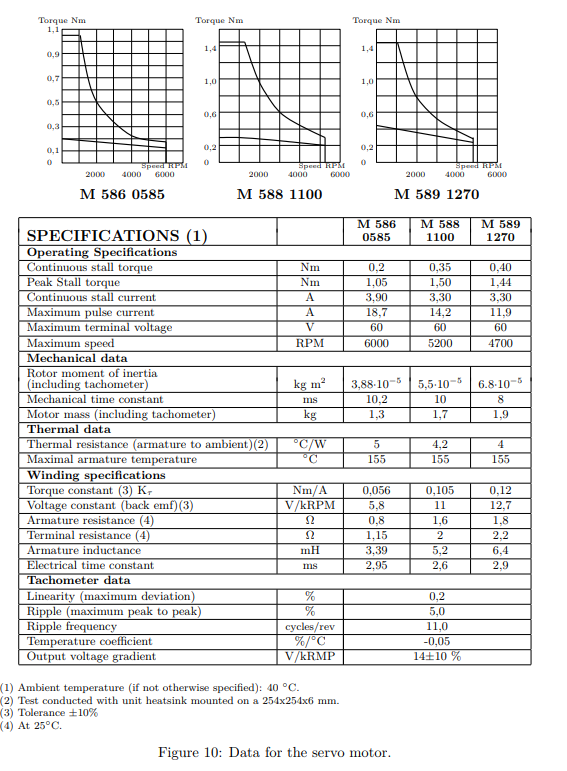 Torque Nm Torque Nm Torque Nm
1,1
0,9
0,7
0,5
0,3
0,1
0
2000 4000 6000
Speed RPM
1,4
1,0
0,6
0,2
0
2000 4000 6000
Speed RPM
1,4
1,0
0,6
0,2
0
2000 4000 6000
Speed RPM
M 586 0585 M 588 1100 M 589 1270
SPECIFICATIONS (1) M 586 0585 M 588 1100 M 589 1270
Operating Specifications
Continuous stall torque Nm 0,2 0,35 0,40
Peak Stall torque Nm 1,05 1,50 1,44
Continuous stall current A 3,90 3,30 3,30
Maximum pulse current A 18,7 14,2 11,9
Maximum terminal voltage V 60 60 60
Maximum speed RPM 6000 5200 4700
Mechanical data
Rotor moment of inertia
(including tachometer) kg m² 3,88·10⁻⁵ 5,5·10⁻⁵ 6.8·10⁻⁵
Mechanical time constant ms 10,2 10 8
Motor mass (including tachometer) kg 1,3 1,7 1,9
Thermal data
Thermal resistance (armature to ambient)(2) °C/W 5 4,2 4
Maximal armature temperature °C 155 155 155
Winding specifications
Torque constant (3) Kτ Nm/A 0,056 0,105 0,12
Voltage constant (back emf)(3) V/kRPM 5,8 11 12,7
Armature resistance (4) Ω 0,8 1,6 1,8
Terminal resistance (4) Ω 1,15 2 2,2
Armature inductance mH 3,39 5,2 6,4
Electrical time constant ms 2,95 2,6 2,9
Tachometer data
Linearity (maximum deviation) % 0,2
Ripple (maximum peak to peak) % 5,0
Ripple frequency cycles/rev 11,0
Temperature coefficient %/°C -0,05
Output voltage gradient V/kRMP 14±10 %
(1) Ambient temperature (if not otherwise specified): 40 °C.
(2) Test conducted with unit heatsink mounted on a 254x254x6 mm.
(3) Tolerance ±10%
(4) At 25°C.
Figure 10: Data for the servo motor.